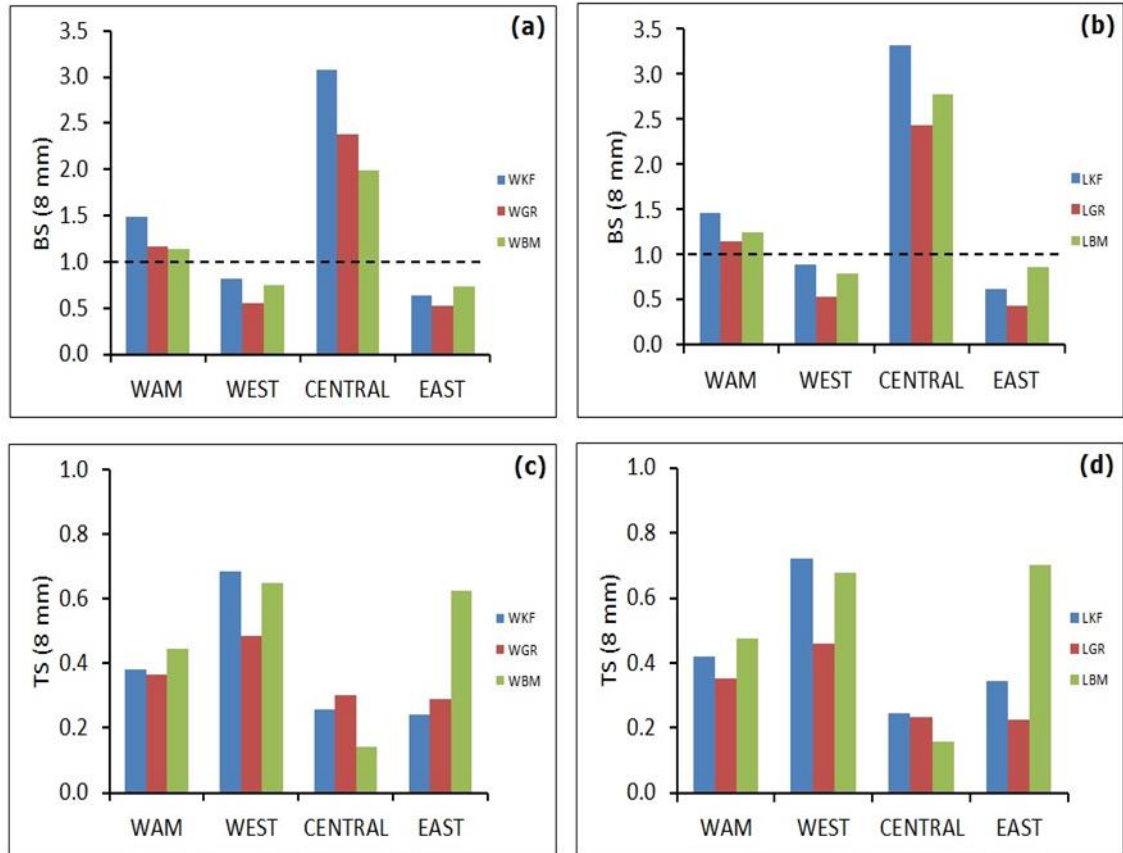 (a)
BS (8 mm)
3.5
3.0
2.5
2.0
1.5
1.0
0.5
0.0
WAM WEST CENTRAL EAST
WKF
WGR
WBM
(b)
BS (8 mm)
3.5
3.0
2.5
2.0
1.5
1.0
0.5
0.0
WAM WEST CENTRAL EAST
LKF
LGR
LBM
(c)
TS (8 mm)
1.0
0.8
0.6
0.4
0.2
0.0
WAM WEST CENTRAL EAST
WKF
WGR
WBM
(d)
TS (8 mm)
1.0
0.8
0.6
0.4
0.2
0.0
WAM WEST CENTRAL EAST
LKF
LGR
LBM